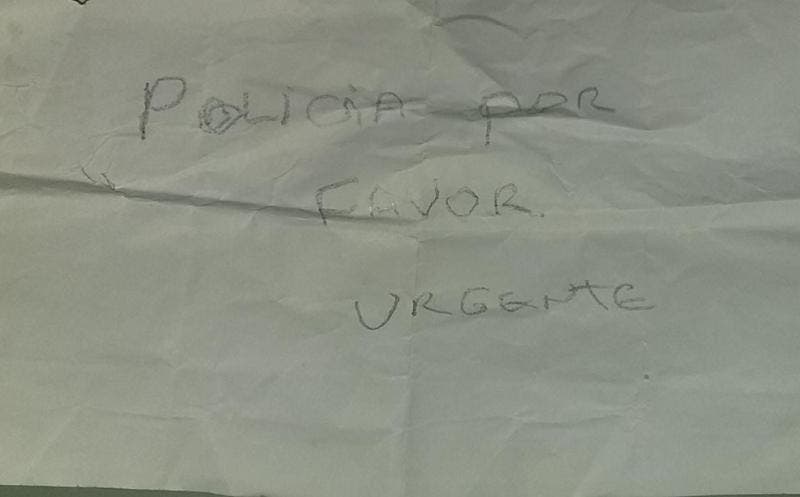 POLICIA POR
FAVOR.
URGENTE